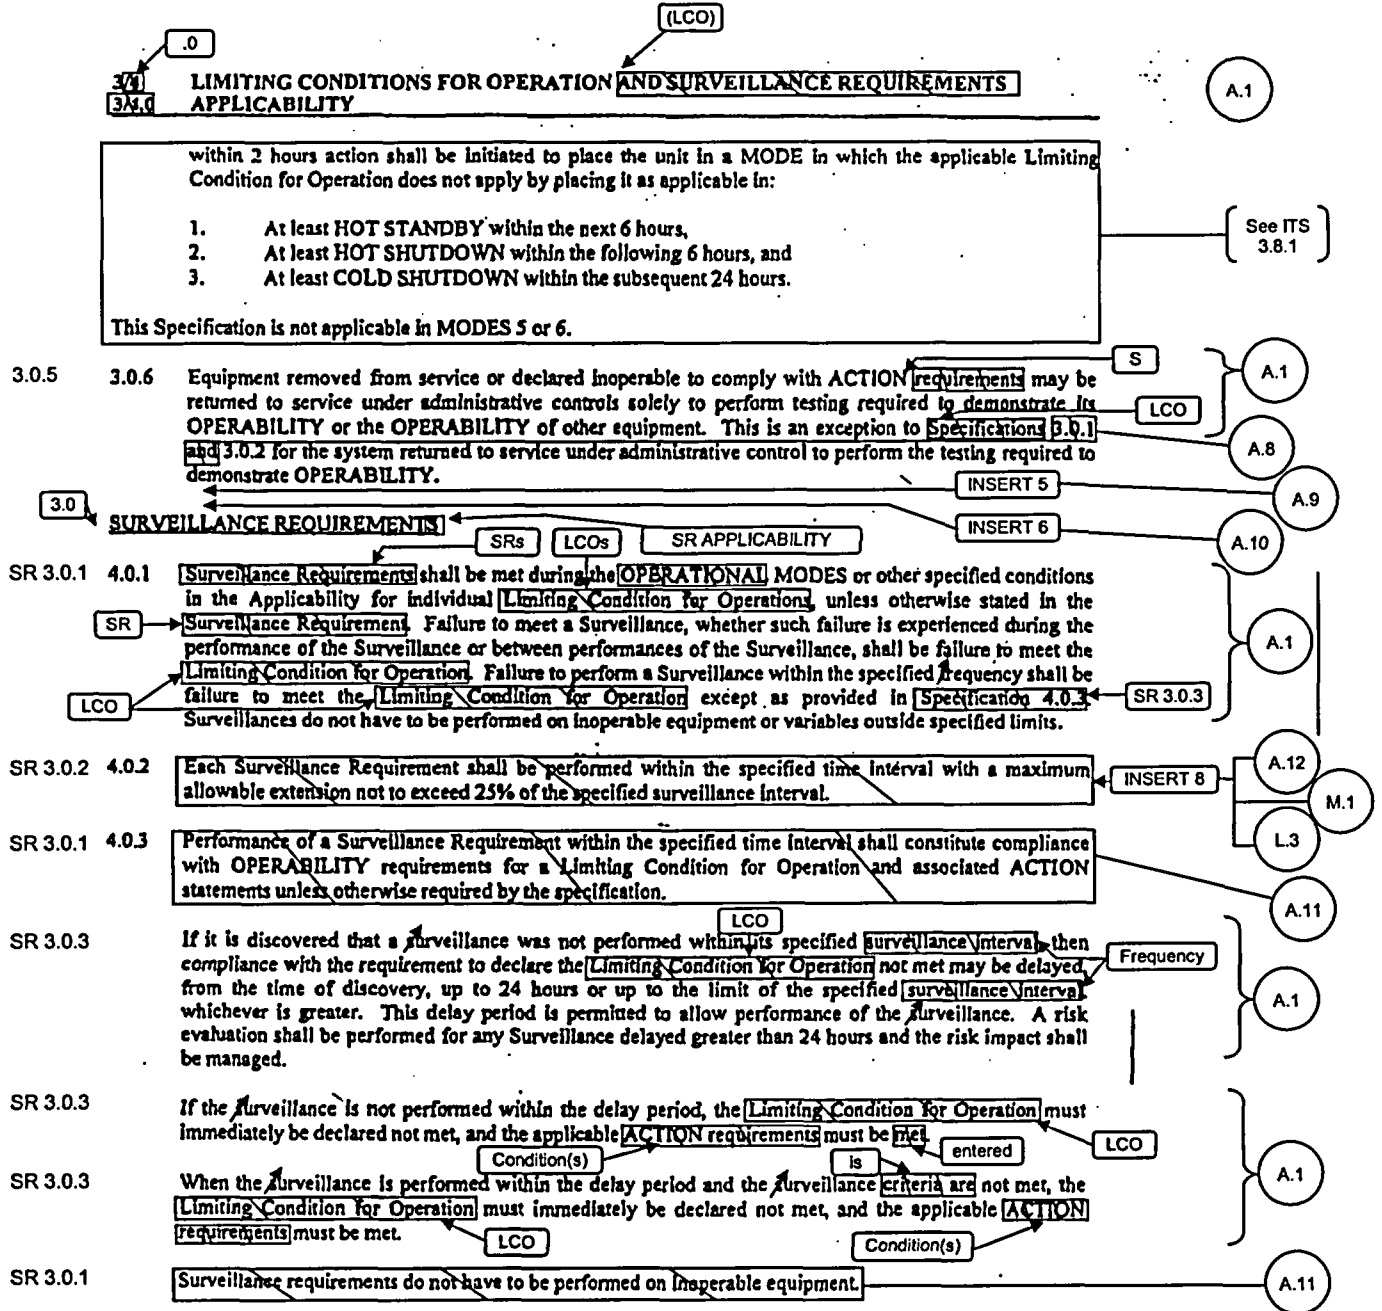 (LCO)
.0
3/4 LIMITING CONDITIONS FOR OPERATION AND SURVEILLANCE REQUIREMENTS
3/4.0 APPLICABILITY
A.1
within 2 hours action shall be initiated to place the unit in a MODE in which the applicable Limiting
Condition for Operation does not apply by placing it as applicable in:
1. At least HOT STANDBY within the next 6 hours,
2. At least HOT SHUTDOWN within the following 6 hours, and
3. At least COLD SHUTDOWN within the subsequent 24 hours.
See ITS
3.8.1
This Specification is not applicable in MODES 5 or 6.
S
3.0.5 3.0.6 Equipment removed from service or declared inoperable to comply with ACTION requirements may be
returned to service under administrative controls solely to perform testing required to demonstrate its
OPERABILITY or the OPERABILITY of other equipment. This is an exception to Specifications 3.0.1
and 3.0.2 for the system returned to service under administrative control to perform the testing required to
demonstrate OPERABILITY.
A.1
LCO
A.8
INSERT 5
A.9
3.0
SURVEILLANCE REQUIREMENTS
INSERT 6
A.10
SRs LCOs SR APPLICABILITY
SR 3.0.1 4.0.1 Surveillance Requirements shall be met during the OPERATIONAL MODES or other specified conditions
in the Applicability for individual Limiting Condition for Operations, unless otherwise stated in the
SR Surveillance Requirement. Failure to meet a Surveillance, whether such failure is experienced during the
performance of the Surveillance or between performances of the Surveillance, shall be failure to meet the
Limiting Condition for Operation. Failure to perform a Surveillance within the specified frequency shall be
LCO failure to meet the Limiting Condition for Operation except as provided in Specification 4.0.3. SR 3.0.3
Surveillances do not have to be performed on inoperable equipment or variables outside specified limits.
A.1
SR 3.0.2 4.0.2 Each Surveillance Requirement shall be performed within the specified time interval with a maximum
allowable extension not to exceed 25% of the specified surveillance interval.
INSERT 8
A.12
M.1
L.3
SR 3.0.1 4.0.3 Performance of a Surveillance Requirement within the specified time interval shall constitute compliance
with OPERABILITY requirements for a Limiting Condition for Operation and associated ACTION
statements unless otherwise required by the specification.
A.11
LCO
SR 3.0.3 If it is discovered that a surveillance was not performed within its specified surveillance interval, then
compliance with the requirement to declare the Limiting Condition for Operation not met may be delayed,
from the time of discovery, up to 24 hours or up to the limit of the specified surveillance interval,
whichever is greater. This delay period is permitted to allow performance of the surveillance. A risk
evaluation shall be performed for any Surveillance delayed greater than 24 hours and the risk impact shall
be managed.
Frequency
A.1
SR 3.0.3 If the surveillance is not performed within the delay period, the Limiting Condition for Operation must
immediately be declared not met, and the applicable ACTION requirements must be met.
LCO
Condition(s) is entered
A.1
SR 3.0.3 When the surveillance is performed within the delay period and the surveillance criteria are not met, the
Limiting Condition for Operation must immediately be declared not met, and the applicable ACTION
requirements must be met.
LCO Condition(s)
SR 3.0.1 Surveillance requirements do not have to be performed on inoperable equipment.
A.11